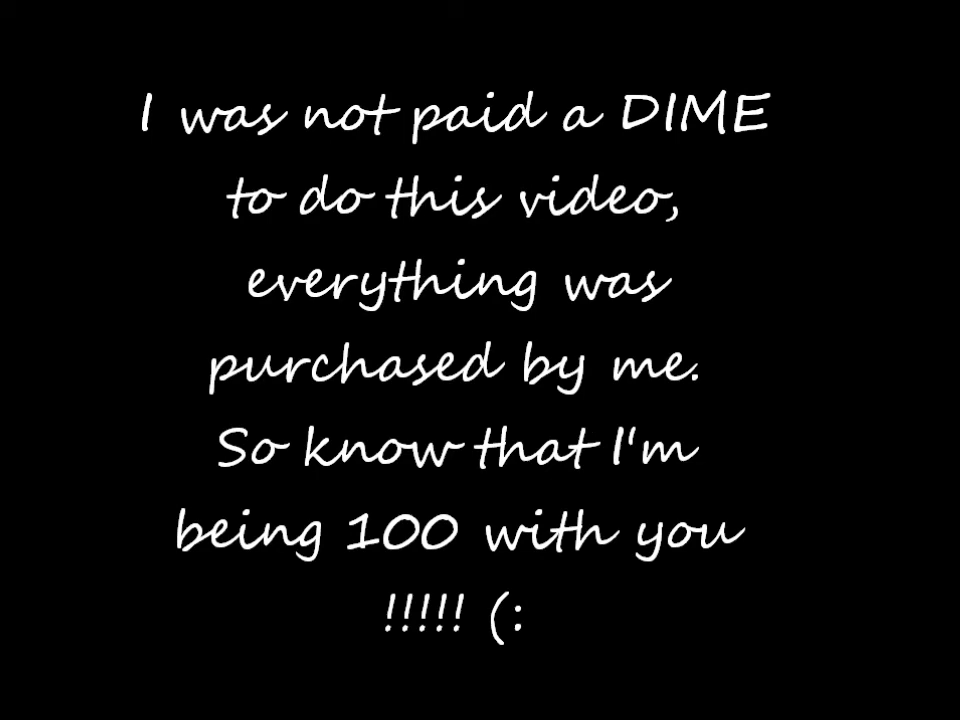 I was not paid a DIME
to do this video,
everything was
purchased by me.
So know that I'm
being 100 with you
!!!!! (: